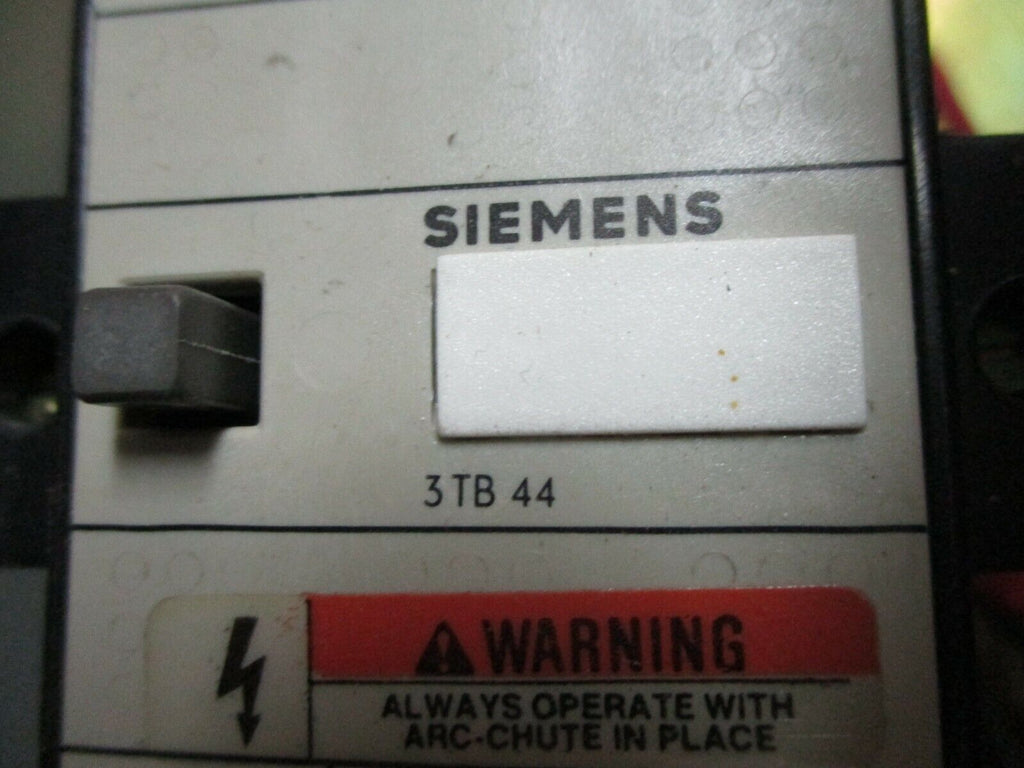 SIEMENS
3TB 44
WARNING
ALWAYS OPERATE WITH
ARC-CHUTE IN PLACE